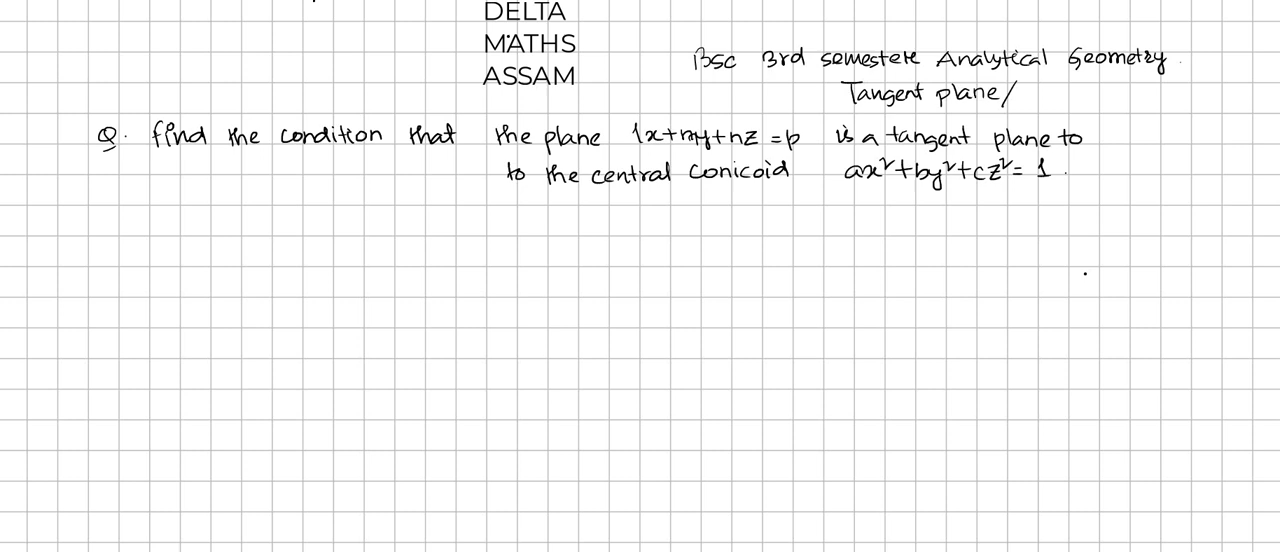 DELTA
MATHS
ASSAM
Bsc 3rd semester Analytical Geometry.
Tangent plane/
Q. find the condition that the plane lx+my+nz=p is a tangent plane to
to the central conicoid ax²+by²+cz²=1.